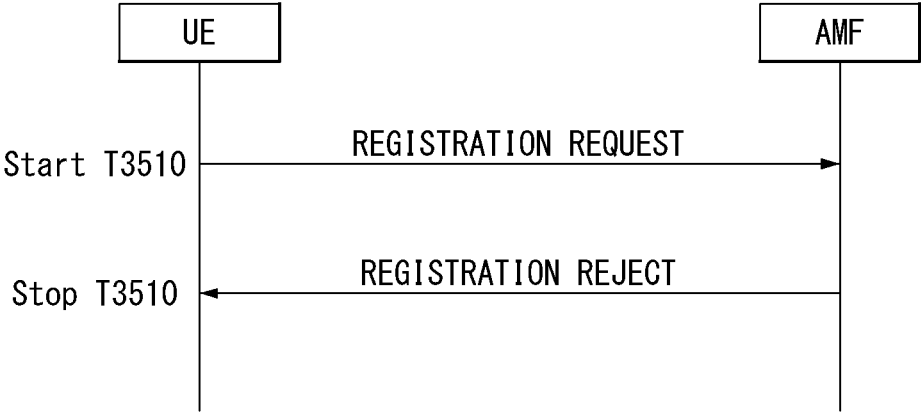 UE
AMF
REGISTRATION REQUEST
Start T3510
REGISTRATION REJECT
Stop T3510